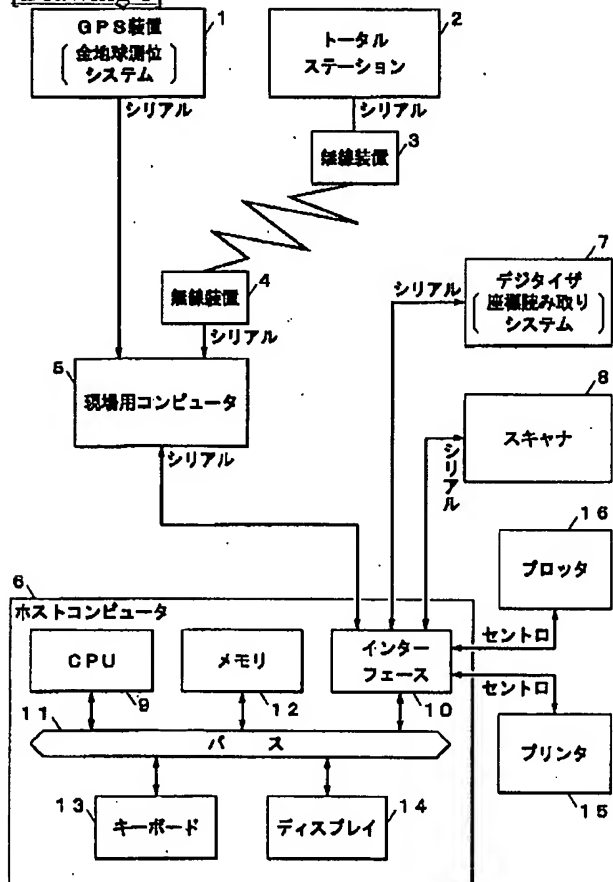 GPS装置
全地球測位
システム
1
トータル
ステーション
2
シリアル
シリアル
無線装置
3
無線装置
4
シリアル
デジタイザ
座標読み取り
システム
7
シリアル
5
現場用コンピュータ
シリアル
スキャナ
8
シリアル
プロッタ
16
6
ホストコンピュータ
CPU
9
メモリ
12
インター
フェース
10
セントロ
セントロ
11
バス
プリンタ
15
13
キーボード
ディスプレイ
14